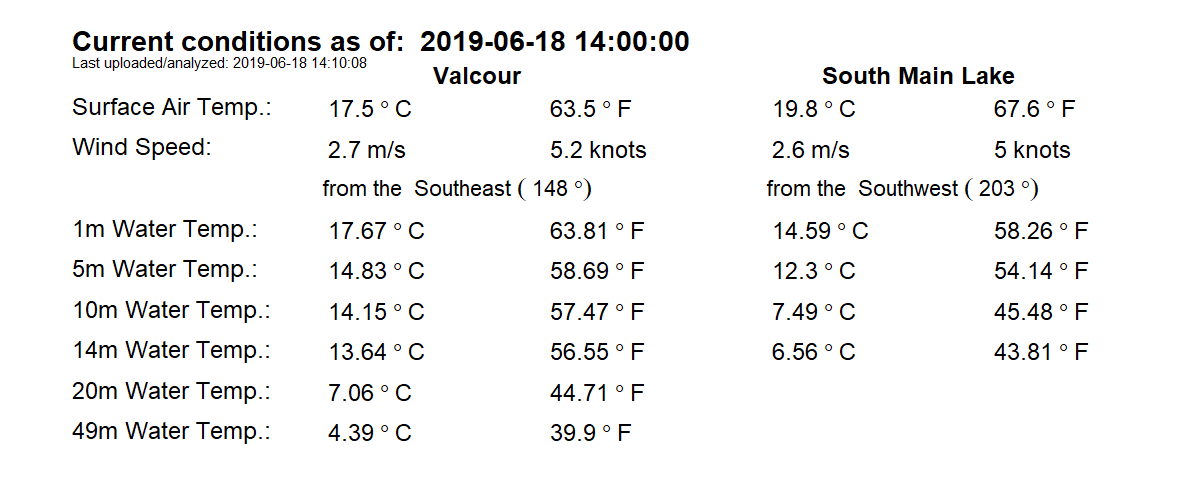 Current conditions as of: 2019-06-18 14:00:00
Last uploaded/analyzed: 2019-06-18 14:10:08
Valcour South Main Lake
Surface Air Temp.: 17.5 ° C 63.5 ° F 19.8 ° C 67.6 ° F
Wind Speed: 2.7 m/s 5.2 knots 2.6 m/s 5 knots
from the Southeast ( 148 °) from the Southwest ( 203 °)
1m Water Temp.: 17.67 ° C 63.81 ° F 14.59 ° C 58.26 ° F
5m Water Temp.: 14.83 ° C 58.69 ° F 12.3 ° C 54.14 ° F
10m Water Temp.: 14.15 ° C 57.47 ° F 7.49 ° C 45.48 ° F
14m Water Temp.: 13.64 ° C 56.55 ° F 6.56 ° C 43.81 ° F
20m Water Temp.: 7.06 ° C 44.71 ° F
49m Water Temp.: 4.39 ° C 39.9 ° F